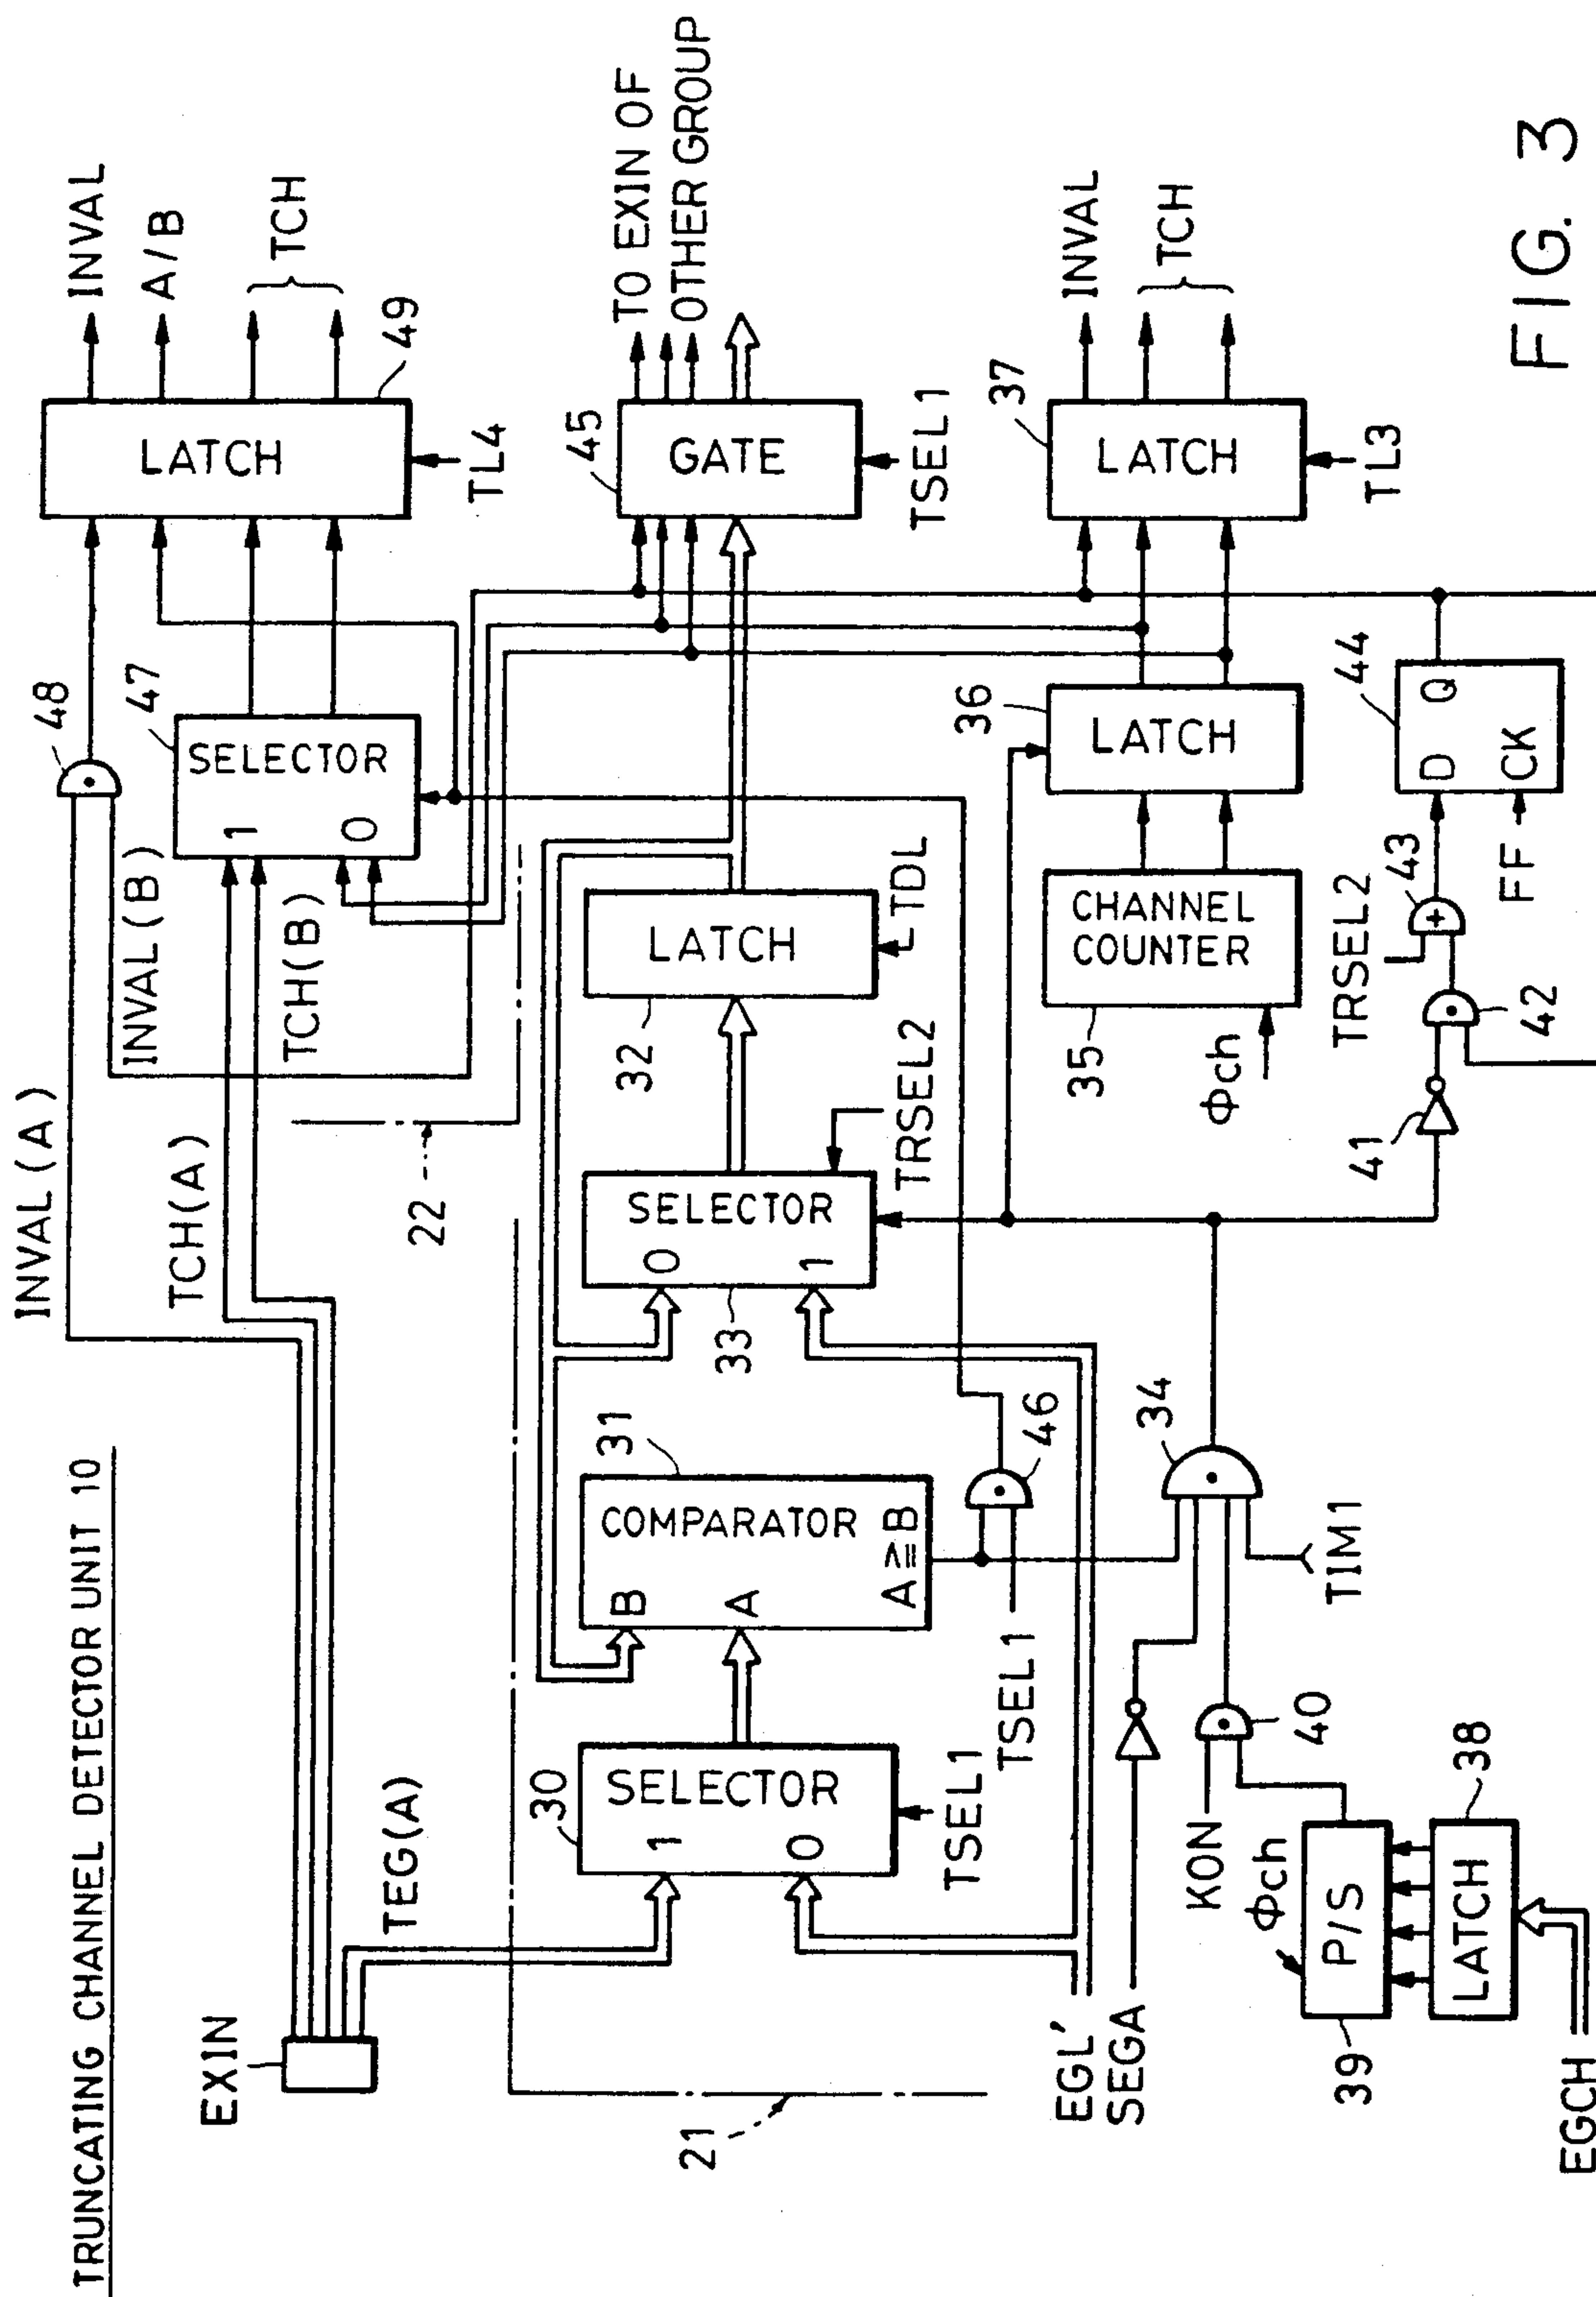 TRUNCATING CHANNEL DETECTOR UNIT 10
EXIN
INVAL (A)
TCH(A)
INVAL (B)
TCH(B)
TEG(A)
48
47
SELECTOR
1
0
LATCH
49
TL4
INVAL
A/B
TCH
22
21
30
SELECTOR
1
0
TSEL1
31
COMPARATOR
B
A
A≧B
TSEL1
46
33
SELECTOR
0
1
TRSEL2
32
LATCH
TDL
45
GATE
TSEL1
TO EXIN OF
OTHER GROUP
EGL'
SEGA
KON
40
34
TIM1
Φch
39
P/S
38
LATCH
EGCH
35
CHANNEL
COUNTER
Φch
36
LATCH
37
LATCH
TL3
INVAL
TCH
41
42
TRSEL2
43
FF
44
D
Q
CK
FIG. 3